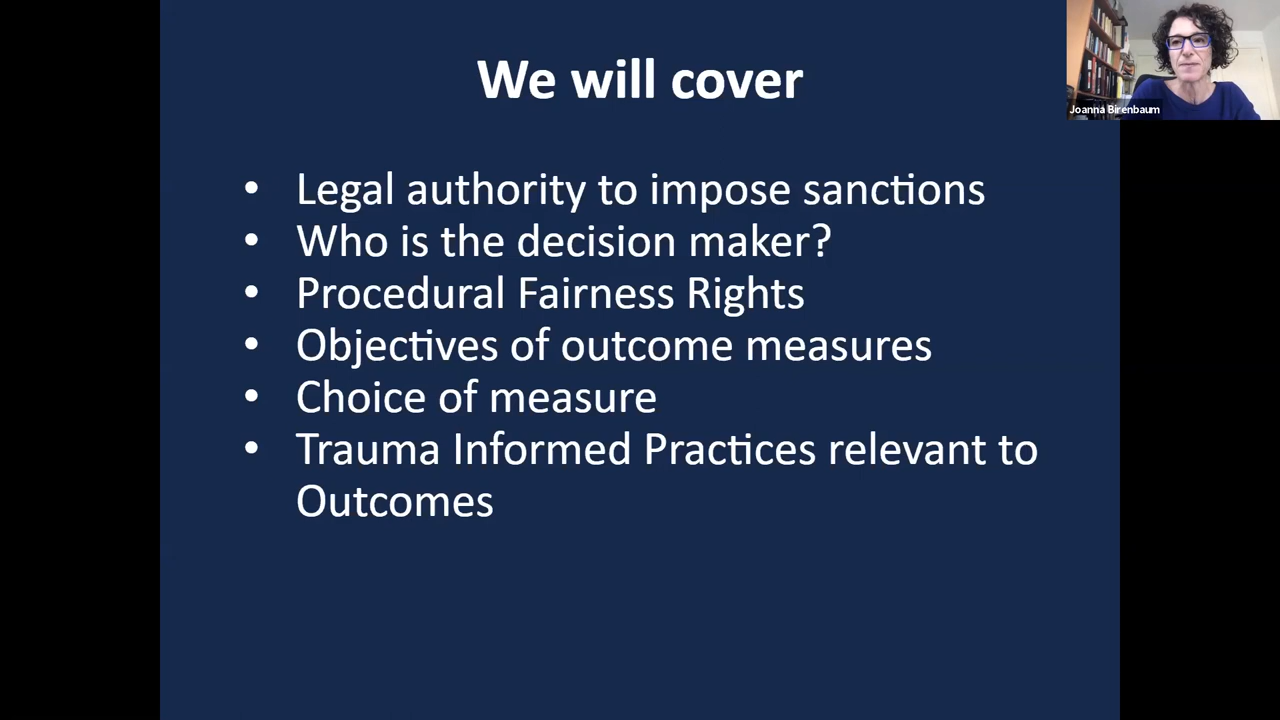 We will cover
Joanna Birenbaum
• Legal authority to impose sanctions
• Who is the decision maker?
• Procedural Fairness Rights
• Objectives of outcome measures
• Choice of measure
• Trauma Informed Practices relevant to
Outcomes